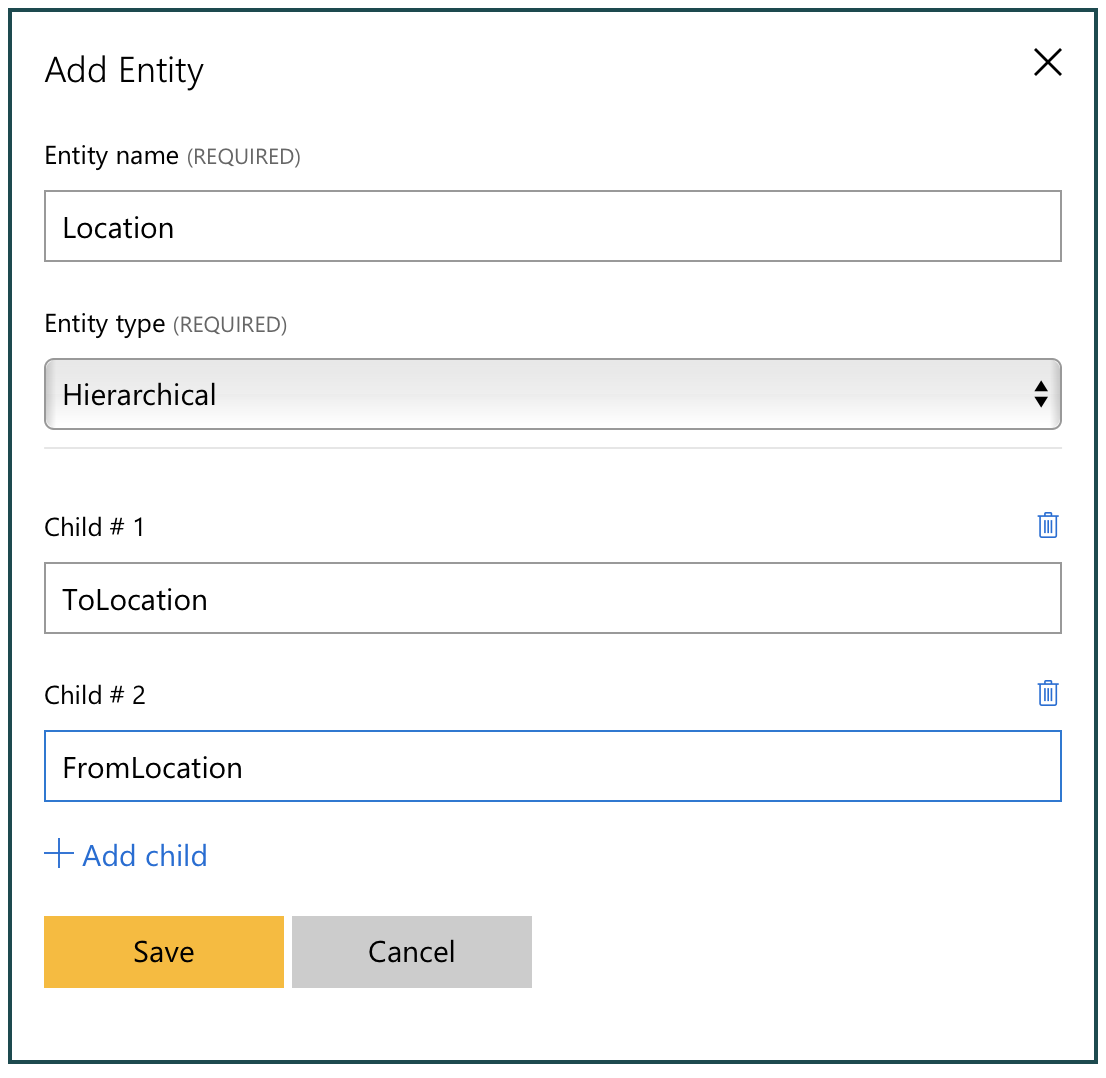 Add Entity
Entity name (REQUIRED)
Location
Entity type (REQUIRED)
Hierarchical
Child # 1
ToLocation
Child # 2
FromLocation
Add child
Save Cancel